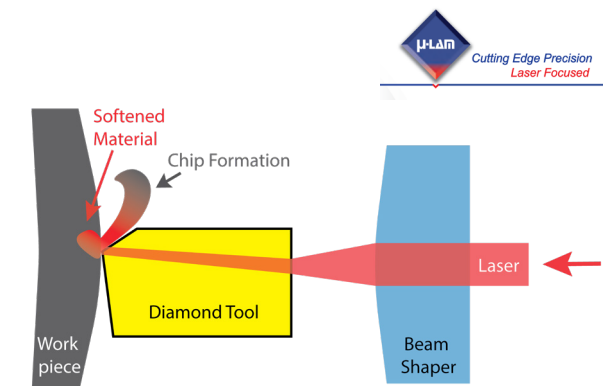 μ-LAM
Cutting Edge Precision
Laser Focused
Softened
Material
Chip Formation
Laser
Diamond Tool
Work
piece
Beam
Shaper